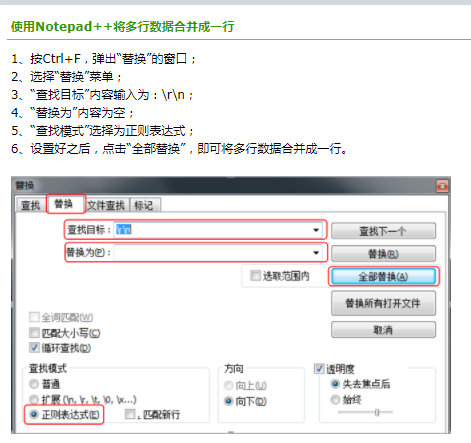 使用Notepad++将多行数据合并成一行
1、按Ctrl+F，弹出“替换”的窗口；
2、选择“替换”菜单；
3、“查找目标”内容输入为：\r\n；
4、“替换为”内容为空；
5、“查找模式”选择为正则表达式；
6、设置好之后，点击“全部替换”，即可将多行数据合并成一行。
替换
查找 替换 文件查找 标记
查找目标： \r\n 查找下一个
替换为(P)： 替换(R)
选取范围内 全部替换(A)
替换所有打开文件
全词匹配(W)
匹配大小写(C) 取消
循环查找(D)
查找模式 方向 透明度
普通 向上(U) 失去焦点后
扩展 (\n, \r, \t, \0, \x...) 向下(D) 始终
正则表达式(E) . 匹配新行